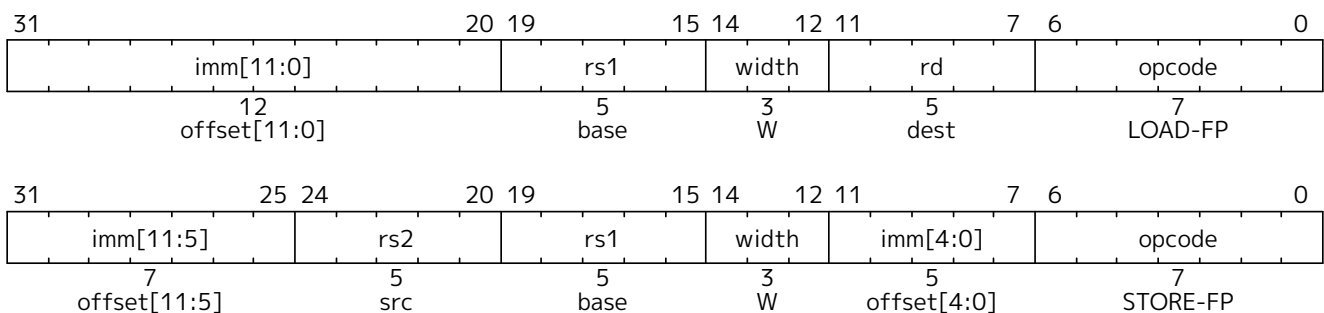 31 20 19 15 14 12 11 7 6 0
imm[11:0] rs1 width rd opcode
12 5 3 5 7
offset[11:0] base W dest LOAD-FP
31 25 24 20 19 15 14 12 11 7 6 0
imm[11:5] rs2 rs1 width imm[4:0] opcode
7 5 5 3 5 7
offset[11:5] src base W offset[4:0] STORE-FP